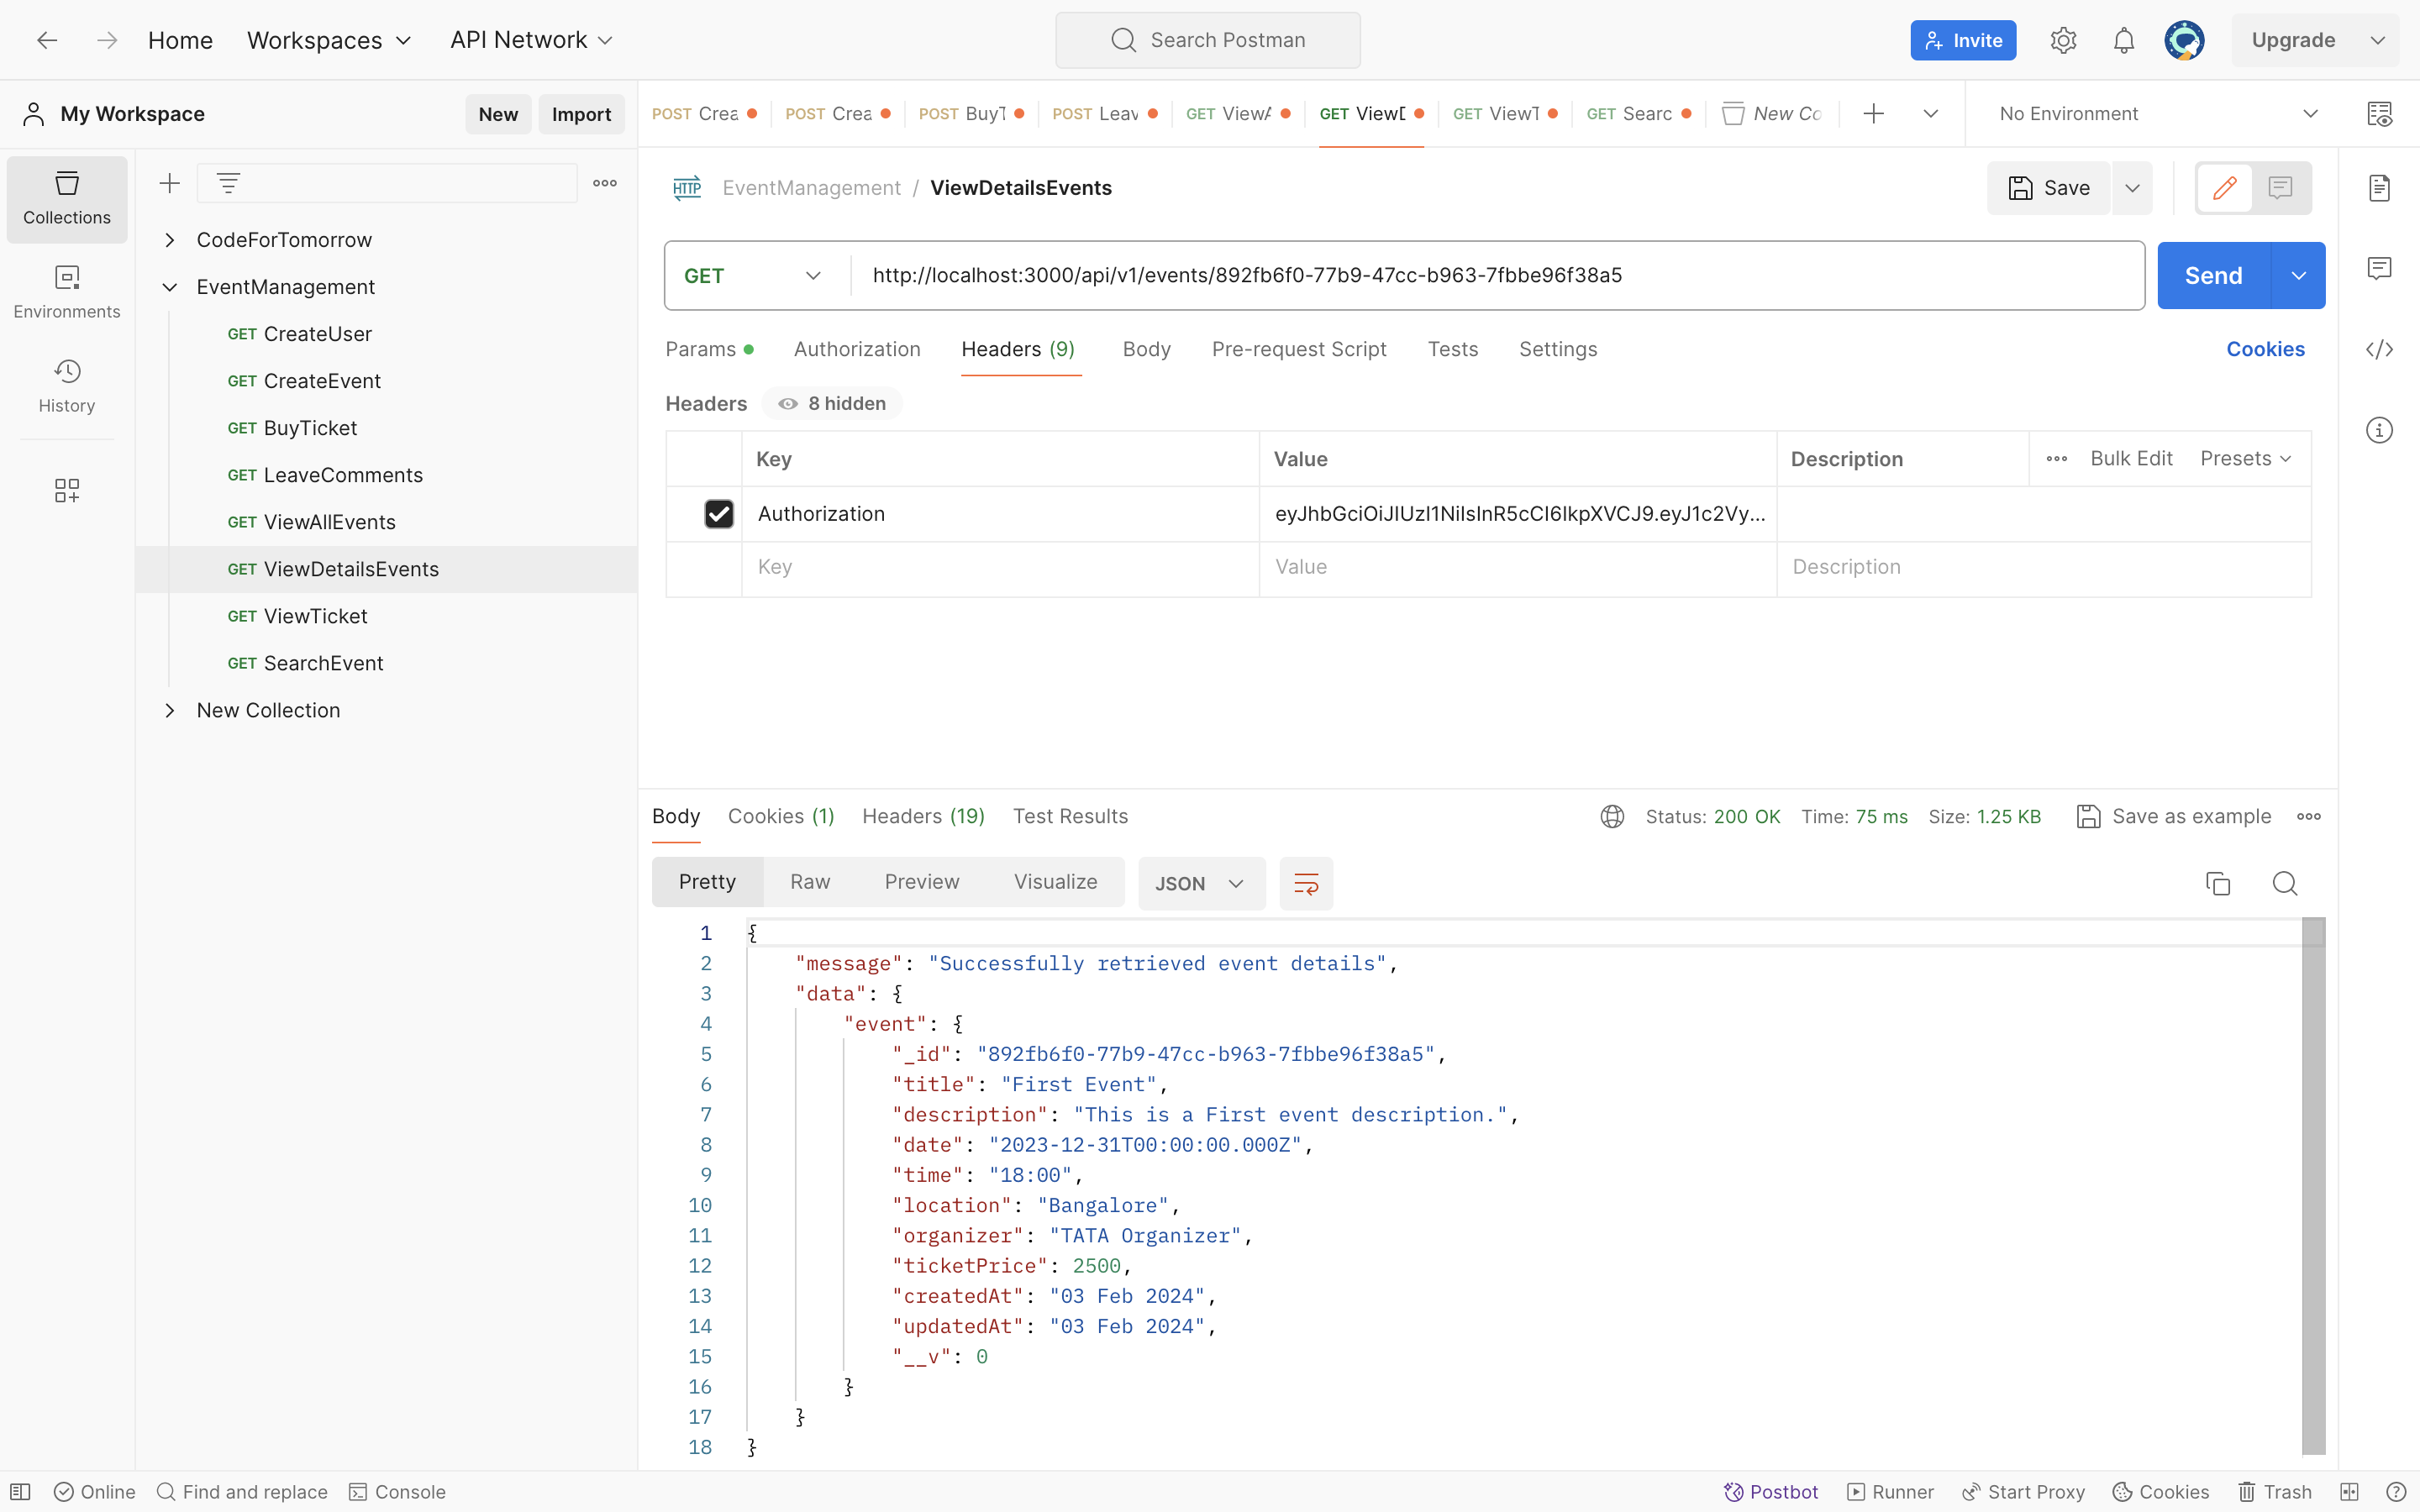 Home Workspaces API Network Search Postman Invite Upgrade
My Workspace New Import
POST Crea POST Crea POST BuyT POST Leav GET ViewA GET ViewD GET ViewT GET Searc New Co No Environment
Collections
Environments
History
CodeForTomorrow
EventManagement
GET CreateUser
GET CreateEvent
GET BuyTicket
GET LeaveComments
GET ViewAllEvents
GET ViewDetailsEvents
GET ViewTicket
GET SearchEvent
New Collection
HTTP EventManagement / ViewDetailsEvents Save
GET http://localhost:3000/api/v1/events/892fb6f0-77b9-47cc-b963-7fbbe96f38a5 Send
Params Authorization Headers (9) Body Pre-request Script Tests Settings Cookies
Headers 8 hidden
Key Value Description Bulk Edit Presets
Authorization eyJhbGciOiJIUzI1NiIsInR5cCI6IkpXVCJ9.eyJ1c2Vy...
Key Value Description
Body Cookies (1) Headers (19) Test Results Status: 200 OK Time: 75 ms Size: 1.25 KB Save as example
Pretty Raw Preview Visualize JSON
1 {
2 "message": "Successfully retrieved event details",
3 "data": {
4 "event": {
5 "_id": "892fb6f0-77b9-47cc-b963-7fbbe96f38a5",
6 "title": "First Event",
7 "description": "This is a First event description.",
8 "date": "2023-12-31T00:00:00.000Z",
9 "time": "18:00",
10 "location": "Bangalore",
11 "organizer": "TATA Organizer",
12 "ticketPrice": 2500,
13 "createdAt": "03 Feb 2024",
14 "updatedAt": "03 Feb 2024",
15 "__v": 0
16 }
17 }
18 }
Online Find and replace Console Postbot Runner Start Proxy Cookies Trash